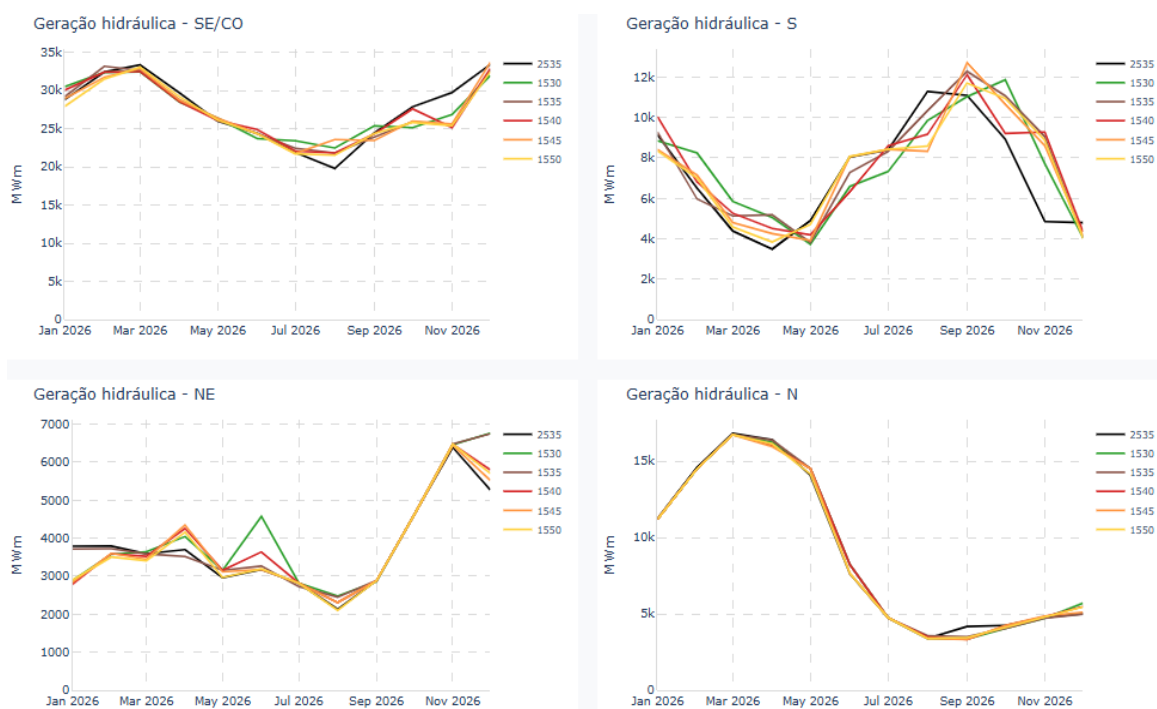 Geração hidráulica - SE/CO
35k
30k
25k
20k
15k
10k
5k
0
MWm
Jan 2026 Mar 2026 May 2026 Jul 2026 Sep 2026 Nov 2026
2535
1530
1535
1540
1545
1550
Geração hidráulica - S
12k
10k
8k
6k
4k
2k
0
MWm
Jan 2026 Mar 2026 May 2026 Jul 2026 Sep 2026 Nov 2026
2535
1530
1535
1540
1545
1550
Geração hidráulica - NE
7000
6000
5000
4000
3000
2000
1000
0
MWm
Jan 2026 Mar 2026 May 2026 Jul 2026 Sep 2026 Nov 2026
2535
1530
1535
1540
1545
1550
Geração hidráulica - N
15k
10k
5k
0
MWm
Jan 2026 Mar 2026 May 2026 Jul 2026 Sep 2026 Nov 2026
2535
1530
1535
1540
1545
1550